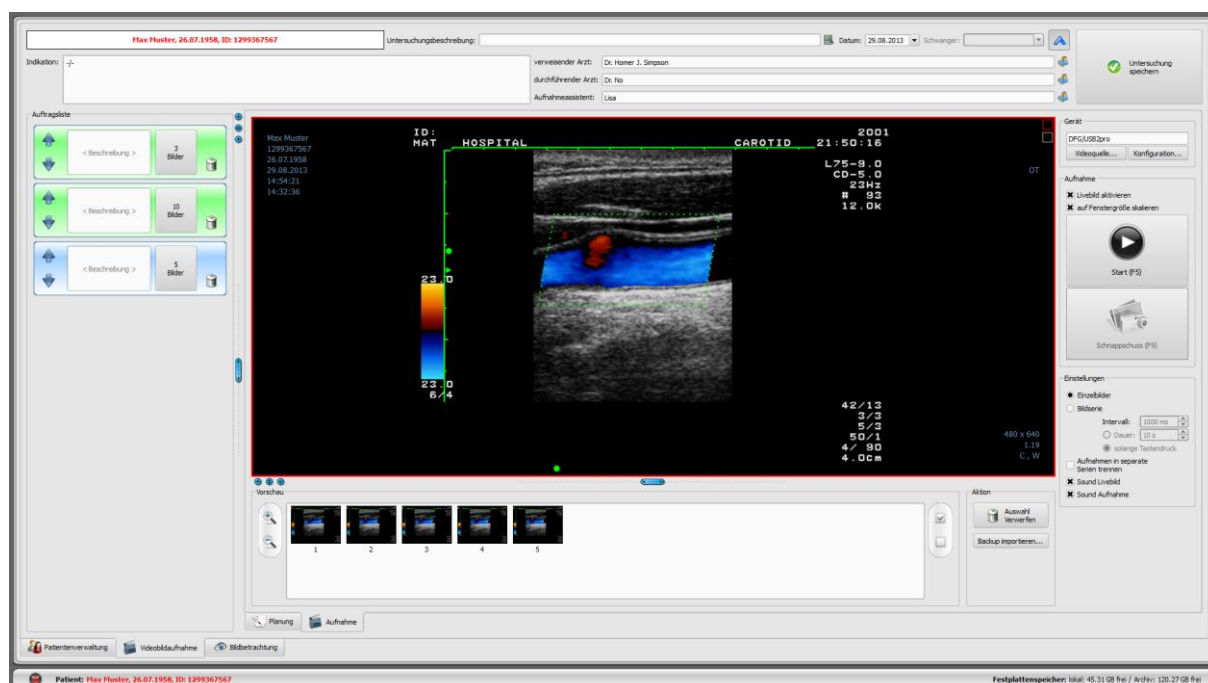 Max Muster, 26.07.1958, ID: 1299367567
Untersuchungsbeschreibung:
Datum: 29.08.2013
Schwanger:
Untersuchung speichern
Indikation: -/-
verweisender Arzt: Dr. Homer J. Simpson
durchführender Arzt: Dr. No
Aufnahmeassistent: Lisa
Auftragsliste
< Beschreibung >
3 Bilder
< Beschreibung >
10 Bilder
< Beschreibung >
5 Bilder
Max Muster
1299367567
26.07.1958
29.08.2013
14:54:21
14:32:36
ID:
MAT HOSPITAL CAROTID
2001
21:50:16
L75-9.0
CD-5.0
23Hz
# 93
12.0k
OT
23.0
23.0
6/4
42/13
3/3
5/3
50/1
4/ 90
4.0cm
480 x 640
1.19
C , W
Gerät
DFG/USB2pro
Videoquelle... Konfiguration...
Aufnahme
Livebild aktivieren
auf Fenstergröße skalieren
Start (F5)
Schnappschuss (F9)
Einstellungen
Einzelbilder
Bildserie
Intervall: 1000 ms
Dauer: 10 s
solange Tastendruck
Aufnahmen in separate
Serien trennen
Sound Livebild
Sound Aufnahme
Vorschau
1 2 3 4 5
Aktion
Auswahl
Verwerfen
Backup importieren...
Planung Aufnahme
Patientenverwaltung Videobildaufnahme Bildbetrachtung
Patient: Max Muster, 26.07.1958, ID: 1299367567
Festplattenspeicher: lokal: 45.31 GB frei / Archiv: 120.27 GB frei